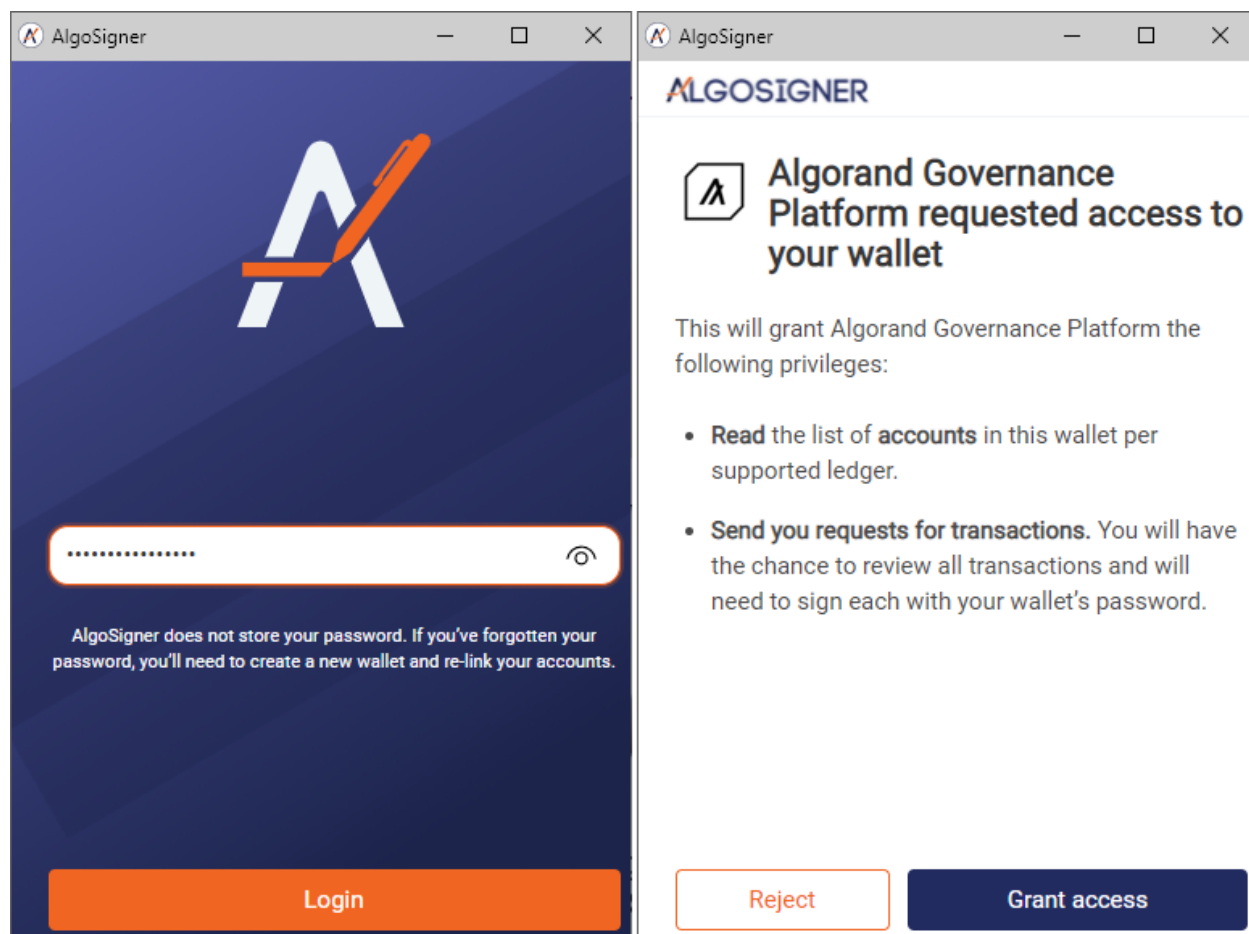 AlgoSigner
••••••••••••••••
AlgoSigner does not store your password. If you've forgotten your
password, you'll need to create a new wallet and re-link your accounts.
Login
AlgoSigner
ALGOSIGNER
Algorand Governance
Platform requested access to
your wallet
This will grant Algorand Governance Platform the
following privileges:
• Read the list of accounts in this wallet per
supported ledger.
• Send you requests for transactions. You will have
the chance to review all transactions and will
need to sign each with your wallet's password.
Reject
Grant access